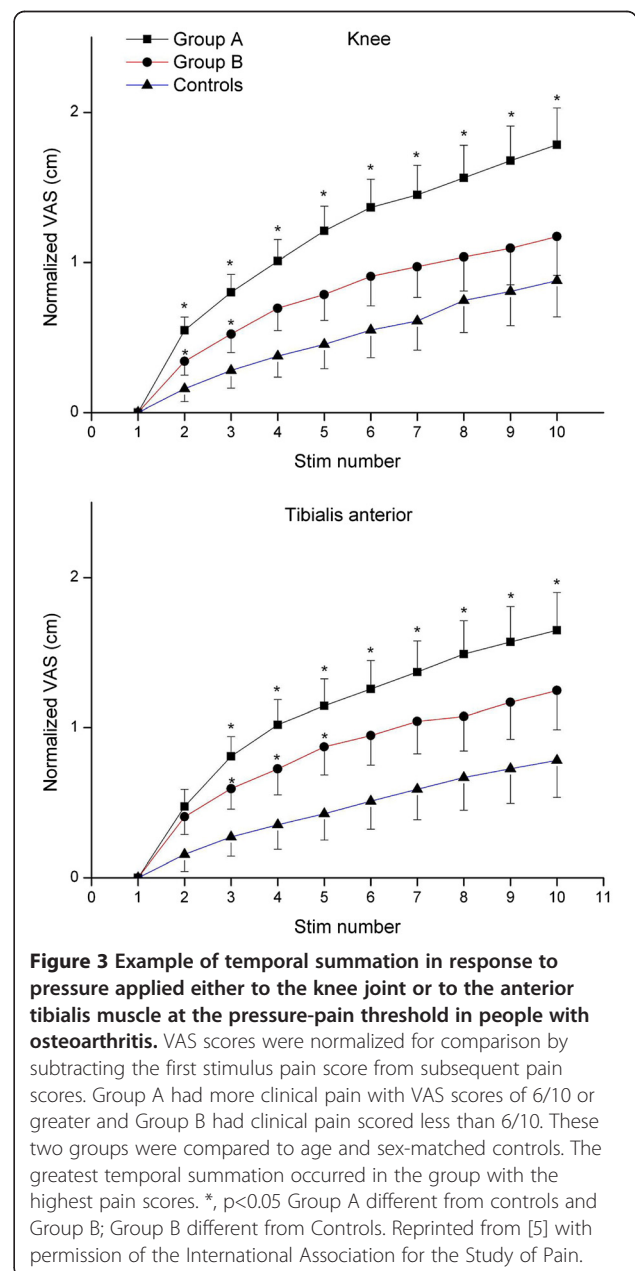 Group A
Group B
Controls
Knee
Normalized VAS (cm)
2
1
0
*
*
*
*
*
*
*
*
*
*
*
0 1 2 3 4 5 6 7 8 9 10
Stim number
Tibialis anterior
Normalized VAS (cm)
2
1
0
*
*
*
*
*
*
*
*
*
*
*
0 1 2 3 4 5 6 7 8 9 10 11
Stim number
Figure 3 Example of temporal summation in response to
pressure applied either to the knee joint or to the anterior
tibialis muscle at the pressure-pain threshold in people with
osteoarthritis. VAS scores were normalized for comparison by
subtracting the first stimulus pain score from subsequent pain
scores. Group A had more clinical pain with VAS scores of 6/10 or
greater and Group B had clinical pain scored less than 6/10. These
two groups were compared to age and sex-matched controls. The
greatest temporal summation occurred in the group with the
highest pain scores. *, p<0.05 Group A different from controls and
Group B; Group B different from Controls. Reprinted from [5] with
permission of the International Association for the Study of Pain.